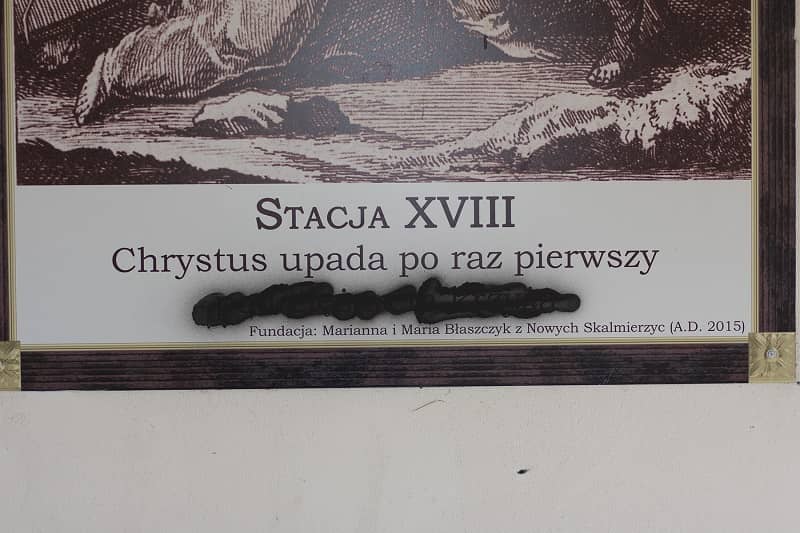 Stacja XVIII
Chrystus upada po raz pierwszy
Fundacja: Marianna i Maria Błaszczyk z Nowych Skalmierzyc (A.D. 2015)